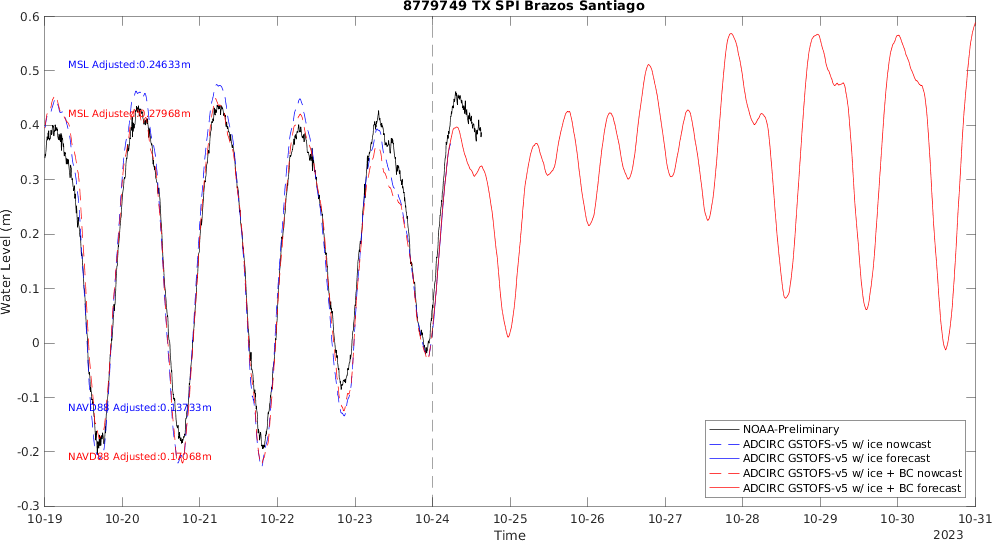 8779749 TX SPI Brazos Santiago
Water Level (m)
0.6
0.5
0.4
0.3
0.2
0.1
0
-0.1
-0.2
-0.3
MSL Adjusted:0.24633m
MSL Adjusted:0.27968m
NAVD88 Adjusted:0.13733m
NAVD88 Adjusted:0.17068m
NOAA-Preliminary
ADCIRC GSTOFS-v5 w/ ice nowcast
ADCIRC GSTOFS-v5 w/ ice forecast
ADCIRC GSTOFS-v5 w/ ice + BC nowcast
ADCIRC GSTOFS-v5 w/ ice + BC forecast
10-19 10-20 10-21 10-22 10-23 10-24 10-25 10-26 10-27 10-28 10-29 10-30 10-31
Time
2023